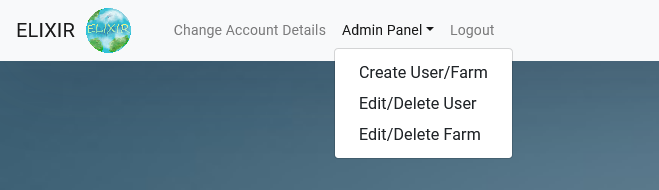 ELIXIR ELIXIR Change Account Details Admin Panel Logout
Create User/Farm
Edit/Delete User
Edit/Delete Farm